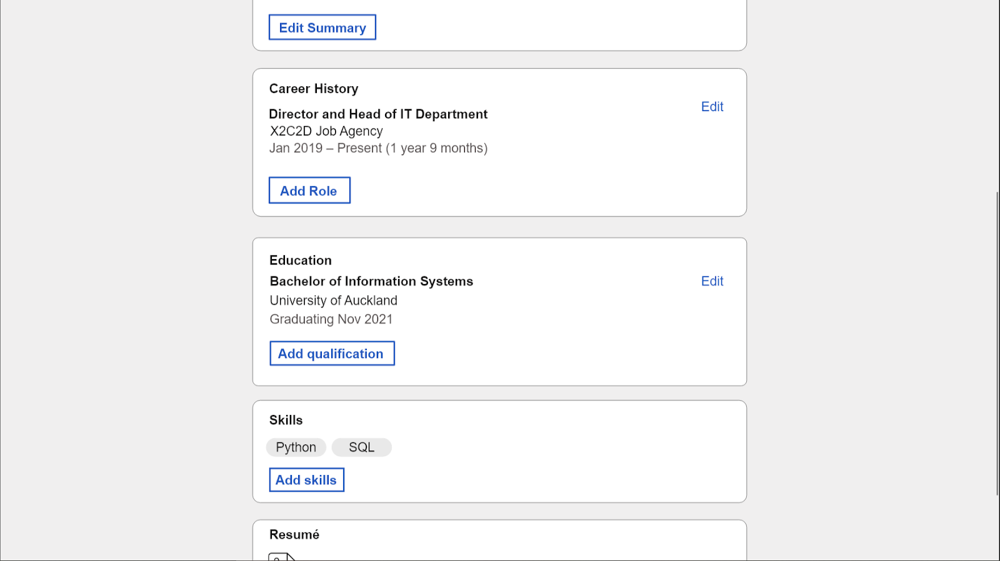 Edit Summary
Career History
Edit
Director and Head of IT Department
X2C2D Job Agency
Jan 2019 – Present (1 year 9 months)
Add Role
Education
Bachelor of Information Systems
Edit
University of Auckland
Graduating Nov 2021
Add qualification
Skills
Python SQL
Add skills
Resumé